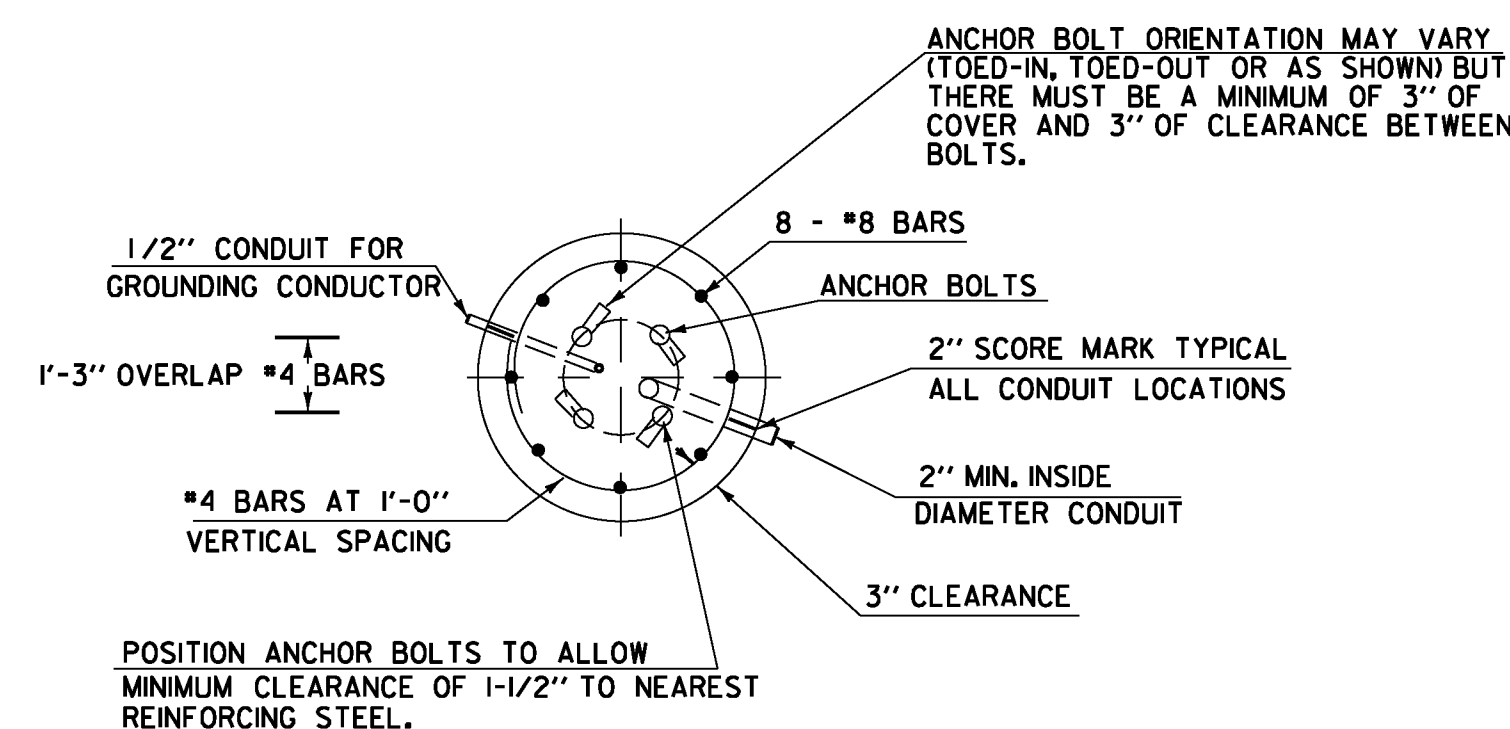 ANCHOR BOLT ORIENTATION MAY VARY
(TOED-IN, TOED-OUT OR AS SHOWN) BUT
THERE MUST BE A MINIMUM OF 3" OF
COVER AND 3" OF CLEARANCE BETWEEN
BOLTS.
8 - #8 BARS
1/2" CONDUIT FOR
GROUNDING CONDUCTOR
ANCHOR BOLTS
1'-3" OVERLAP #4 BARS
2" SCORE MARK TYPICAL
ALL CONDUIT LOCATIONS
2" MIN. INSIDE
DIAMETER CONDUIT
#4 BARS AT 1'-0"
VERTICAL SPACING
3" CLEARANCE
POSITION ANCHOR BOLTS TO ALLOW
MINIMUM CLEARANCE OF 1-1/2" TO NEAREST
REINFORCING STEEL.